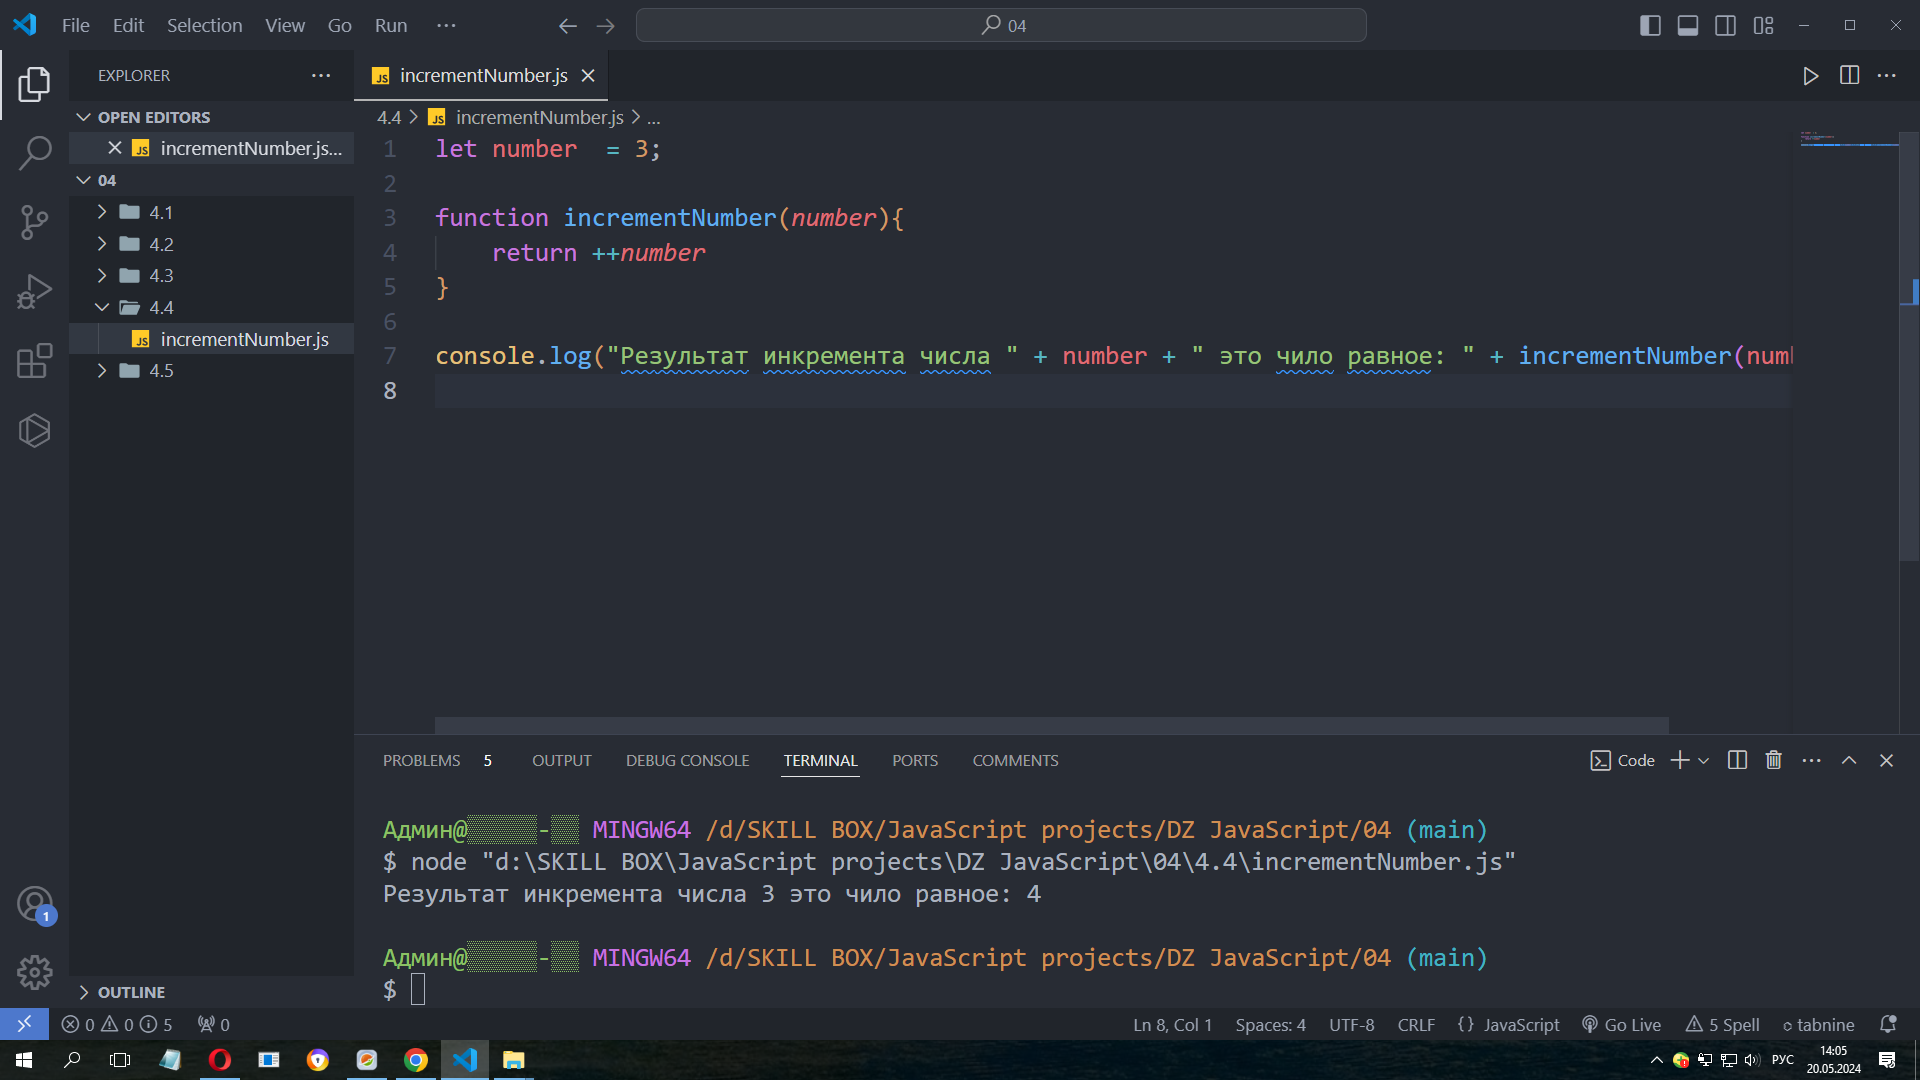 File Edit Selection View Go Run ··· 04
EXPLORER ···
incrementNumber.js
OPEN EDITORS
4.4 > JS incrementNumber.js > ...
JS incrementNumber.js...
04
4.1
4.2
4.3
4.4
JS incrementNumber.js
4.5
OUTLINE
1 let number  = 3;
2
3 function incrementNumber(number){
4     return ++number
5 }
6
7 console.log("Результат инкремента числа " + number + " это чило равное: " + incrementNumber(num
8
PROBLEMS 5 OUTPUT DEBUG CONSOLE TERMINAL PORTS COMMENTS Code
Админ@▒▒▒▒▒-▒▒ MINGW64 /d/SKILL BOX/JavaScript projects/DZ JavaScript/04 (main)
$ node "d:\SKILL BOX\JavaScript projects\DZ JavaScript\04\4.4\incrementNumber.js"
Результат инкремента числа 3 это чило равное: 4
Админ@▒▒▒▒▒-▒▒ MINGW64 /d/SKILL BOX/JavaScript projects/DZ JavaScript/04 (main)
$
1
0 0 5 0 Ln 8, Col 1 Spaces: 4 UTF-8 CRLF {} JavaScript Go Live 5 Spell tabnine
РУС 14:05
20.05.2024